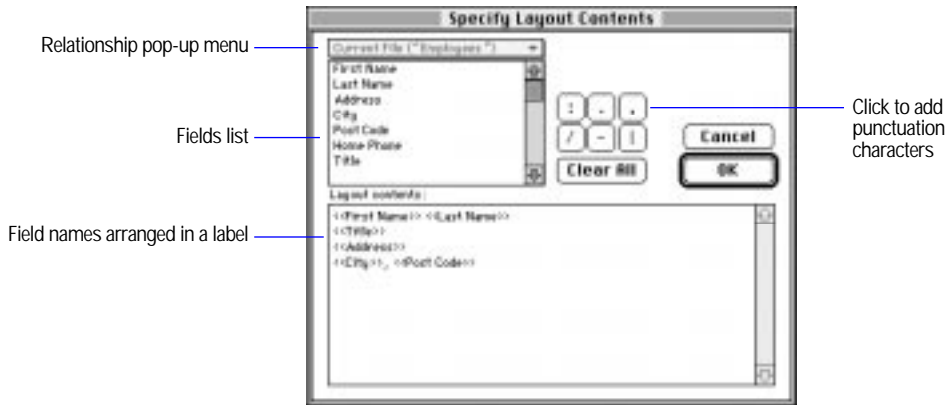 Specify Layout Contents
Relationship pop-up menu
Current File ("Employees")
First Name
Last Name
Address
City
Post Code
Home Phone
Title
Fields list
: . ,
/ - |
Click to add
punctuation
characters
Cancel
Clear All
OK
Layout contents:
Field names arranged in a label
<<First Name>> <<Last Name>>
<<Title>>
<<Address>>
<<City>>, <<Post Code>>